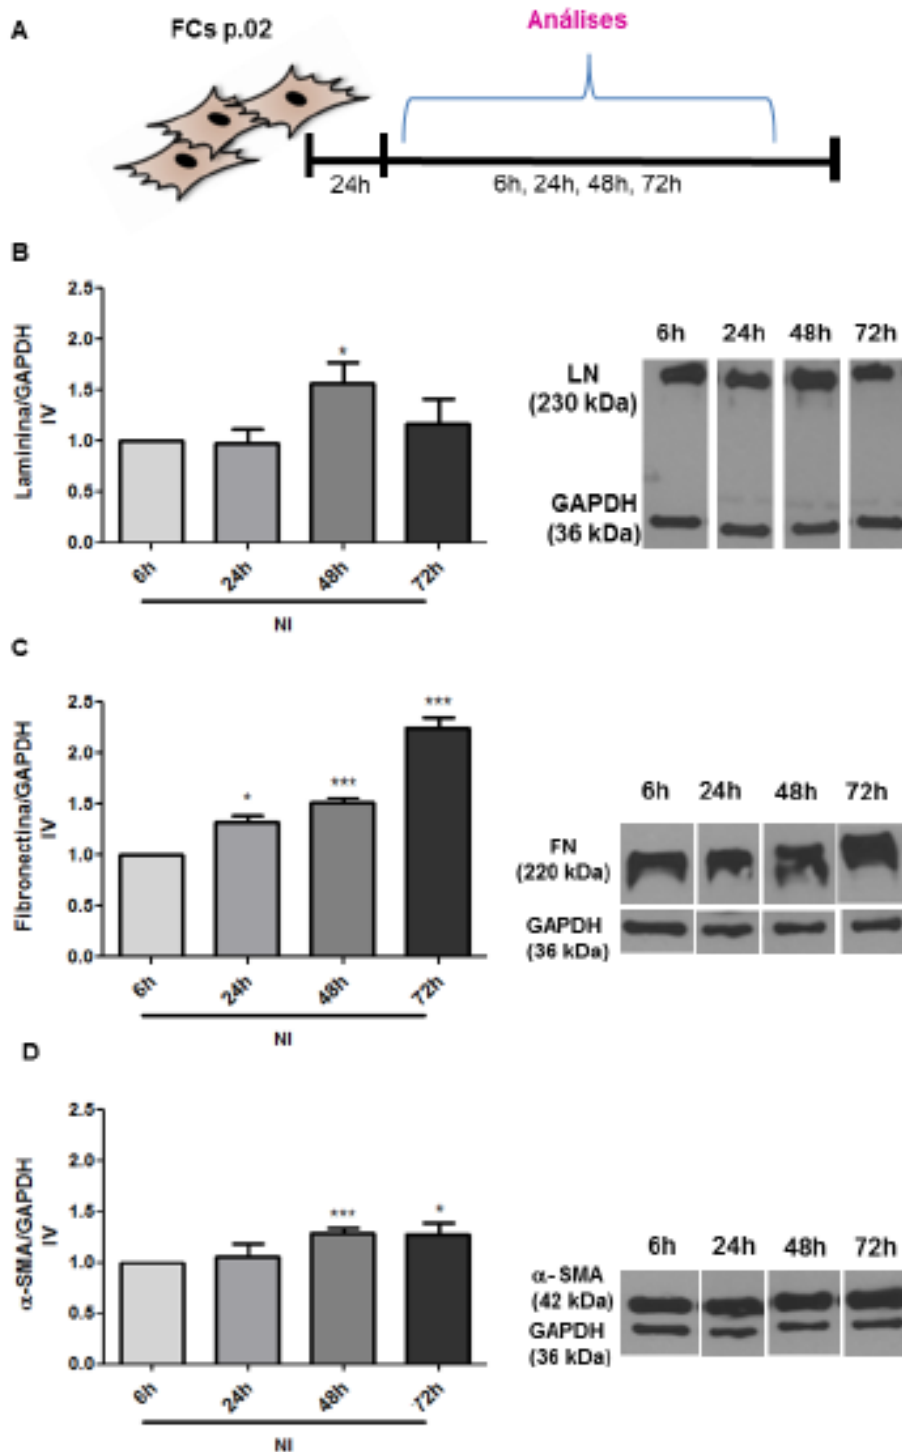 A
FCs p.02
Análises
24h
6h, 24h, 48h, 72h
B
Laminina/GAPDH
IV
2.5
2.0
1.5
1.0
0.5
0.0
*
6h
24h
48h
72h
NI
6h 24h 48h 72h
LN
(230 kDa)
GAPDH
(36 kDa)
C
Fibronectina/GAPDH
IV
2.5
2.0
1.5
1.0
0.5
0.0
*
***
***
6h
24h
48h
72h
NI
6h 24h 48h 72h
FN
(220 kDa)
GAPDH
(36 kDa)
D
α-SMA/GAPDH
IV
2.5
2.0
1.5
1.0
0.5
0.0
***
*
6h
24h
48h
72h
NI
6h 24h 48h 72h
α- SMA
(42 kDa)
GAPDH
(36 kDa)